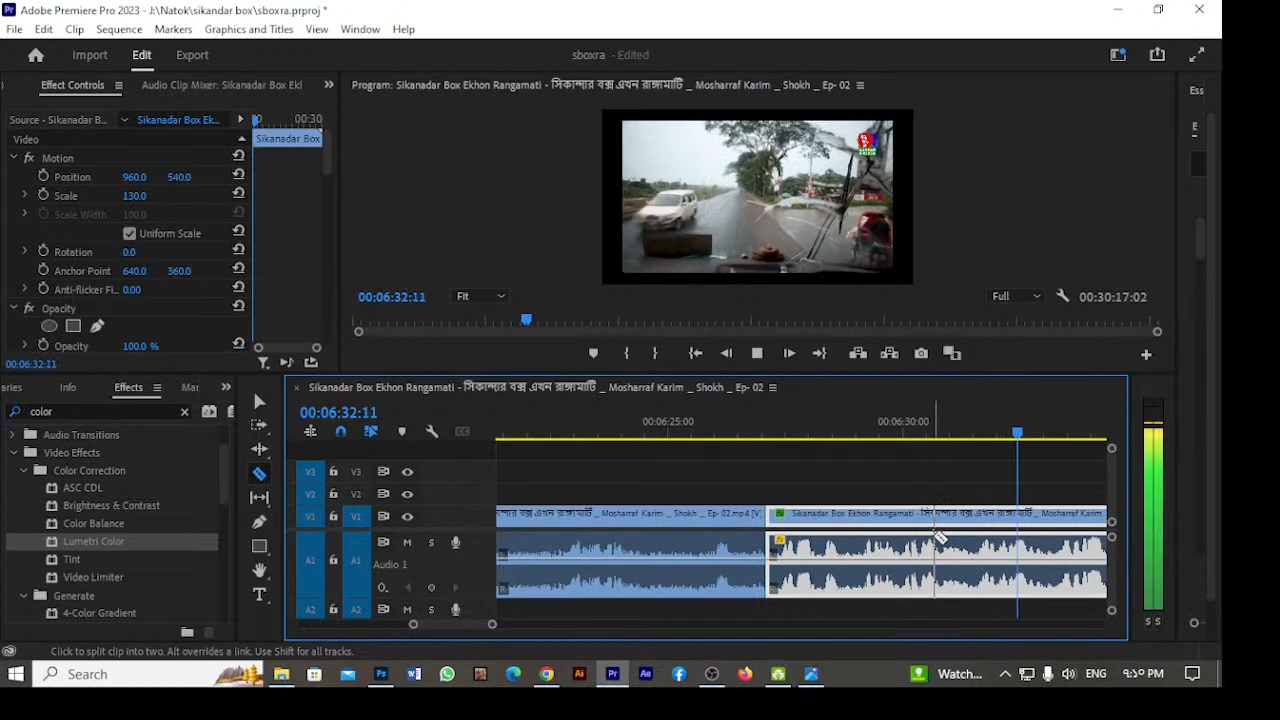 Adobe Premiere Pro 2023 - J:\Natok\sikandar box\sboxra.prproj *
File Edit Clip Sequence Markers Graphics and Titles View Window Help
Import Edit Export
sboxra - Edited
Effect Controls
Audio Clip Mixer: Sikanadar Box Ekl
Program: Sikanadar Box Ekhon Rangamati - সিকান্দার বক্স এখন রাঙ্গামাটি _ Mosharraf Karim _ Shokh _ Ep- 02
Ess
Source - Sikanadar B... Sikanadar Box Ek... 00:30
Video Sikanadar Box
Motion
Position 960.0 540.0
Scale 130.0
Scale Width 100.0
Uniform Scale
Rotation 0.0
Anchor Point 640.0 360.0
Anti-flicker Fi... 0.00
Opacity
Opacity 100.0 %
00:06:32:11
00:06:32:11 Fit Full 00:30:17:02
aries Info Effects Mar
color
Audio Transitions
Video Effects
Color Correction
ASC CDL
Brightness & Contrast
Color Balance
Lumetri Color
Tint
Video Limiter
Generate
4-Color Gradient
Sikanadar Box Ekhon Rangamati - সিকান্দার বক্স এখন রাঙ্গামাটি _ Mosharraf Karim _ Shokh _ Ep- 02
00:06:32:11
00:06:25:00 00:06:30:00
V3 V3
V2 V2
V1 V1
ন্দার বক্স এখন রাঙ্গামাটি _ Mosharraf Karim _ Shokh _ Ep- 02.mp4 [V]
Sikanadar Box Ekhon Rangamati - সিকান্দার বক্স এখন রাঙ্গামাটি _ Mosharraf Karim
A1 A1 M S
Audio 1
A2 A2 M S
S S
Click to split clip into two. Alt overrides a link. Use Shift for all tracks.
Search
Watch...
ENG
৯:১০ PM